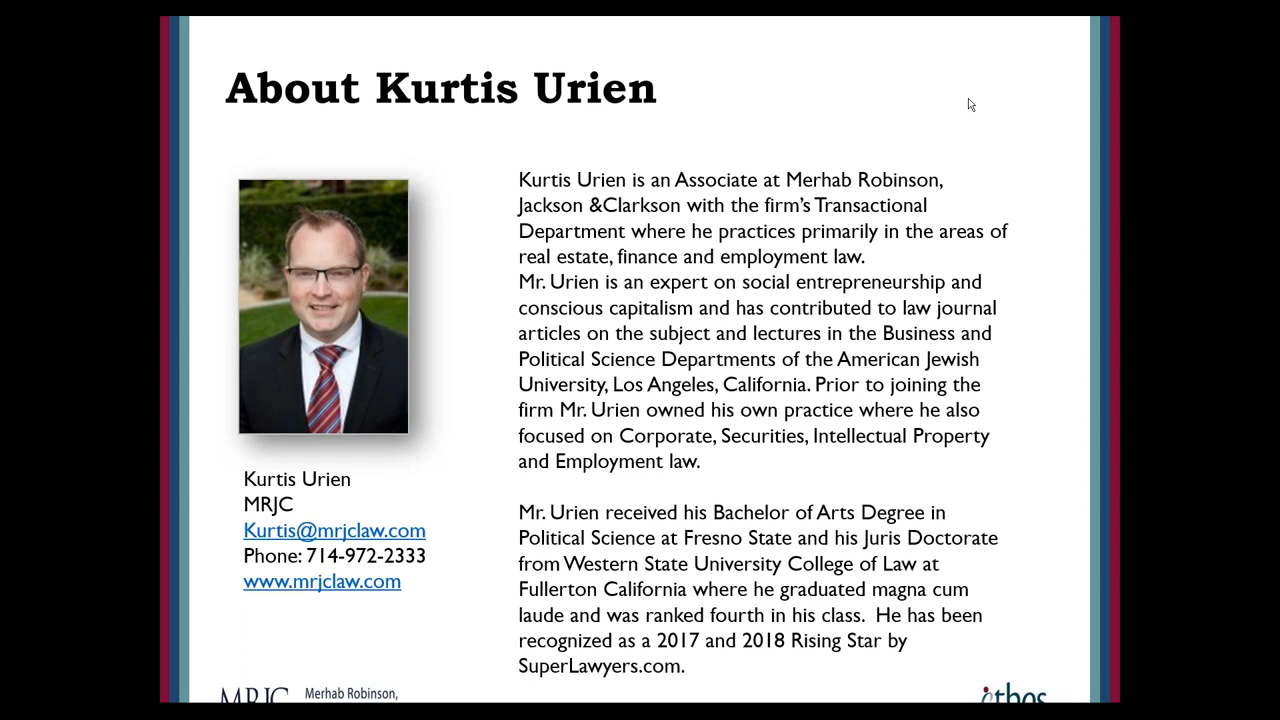 About Kurtis Urien
Kurtis Urien is an Associate at Merhab Robinson,
Jackson &Clarkson with the firm's Transactional
Department where he practices primarily in the areas of
real estate, finance and employment law.
Mr. Urien is an expert on social entrepreneurship and
conscious capitalism and has contributed to law journal
articles on the subject and lectures in the Business and
Political Science Departments of the American Jewish
University, Los Angeles, California. Prior to joining the
firm Mr. Urien owned his own practice where he also
focused on Corporate, Securities, Intellectual Property
and Employment law.
Mr. Urien received his Bachelor of Arts Degree in
Political Science at Fresno State and his Juris Doctorate
from Western State University College of Law at
Fullerton California where he graduated magna cum
laude and was ranked fourth in his class. He has been
recognized as a 2017 and 2018 Rising Star by
SuperLawyers.com.
Kurtis Urien
MRJC
Kurtis@mrjclaw.com
Phone: 714-972-2333
www.mrjclaw.com
MRJC
Merhab Robinson,
ethos